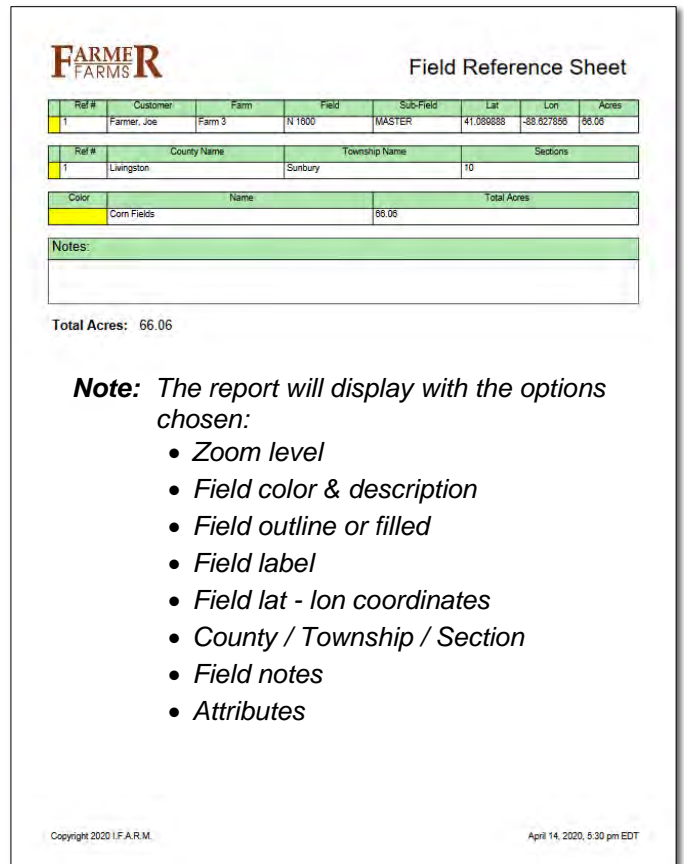 FARMER
FARMS
Field Reference Sheet
Ref # Customer Farm Field Sub-Field Lat Lon Acres
1 Farmer, Joe Farm 3 N 1600 MASTER 41.089888 -88.627856 66.06
Ref # County Name Township Name Sections
1 Livingston Sunbury 10
Color Name Total Acres
Corn Fields 66.06
Notes:
Total Acres: 66.06
Note: The report will display with the options
chosen:
• Zoom level
• Field color & description
• Field outline or filled
• Field label
• Field lat - lon coordinates
• County / Township / Section
• Field notes
• Attributes
Copyright 2020 I.F.A.R.M. April 14, 2020, 5:30 pm EDT